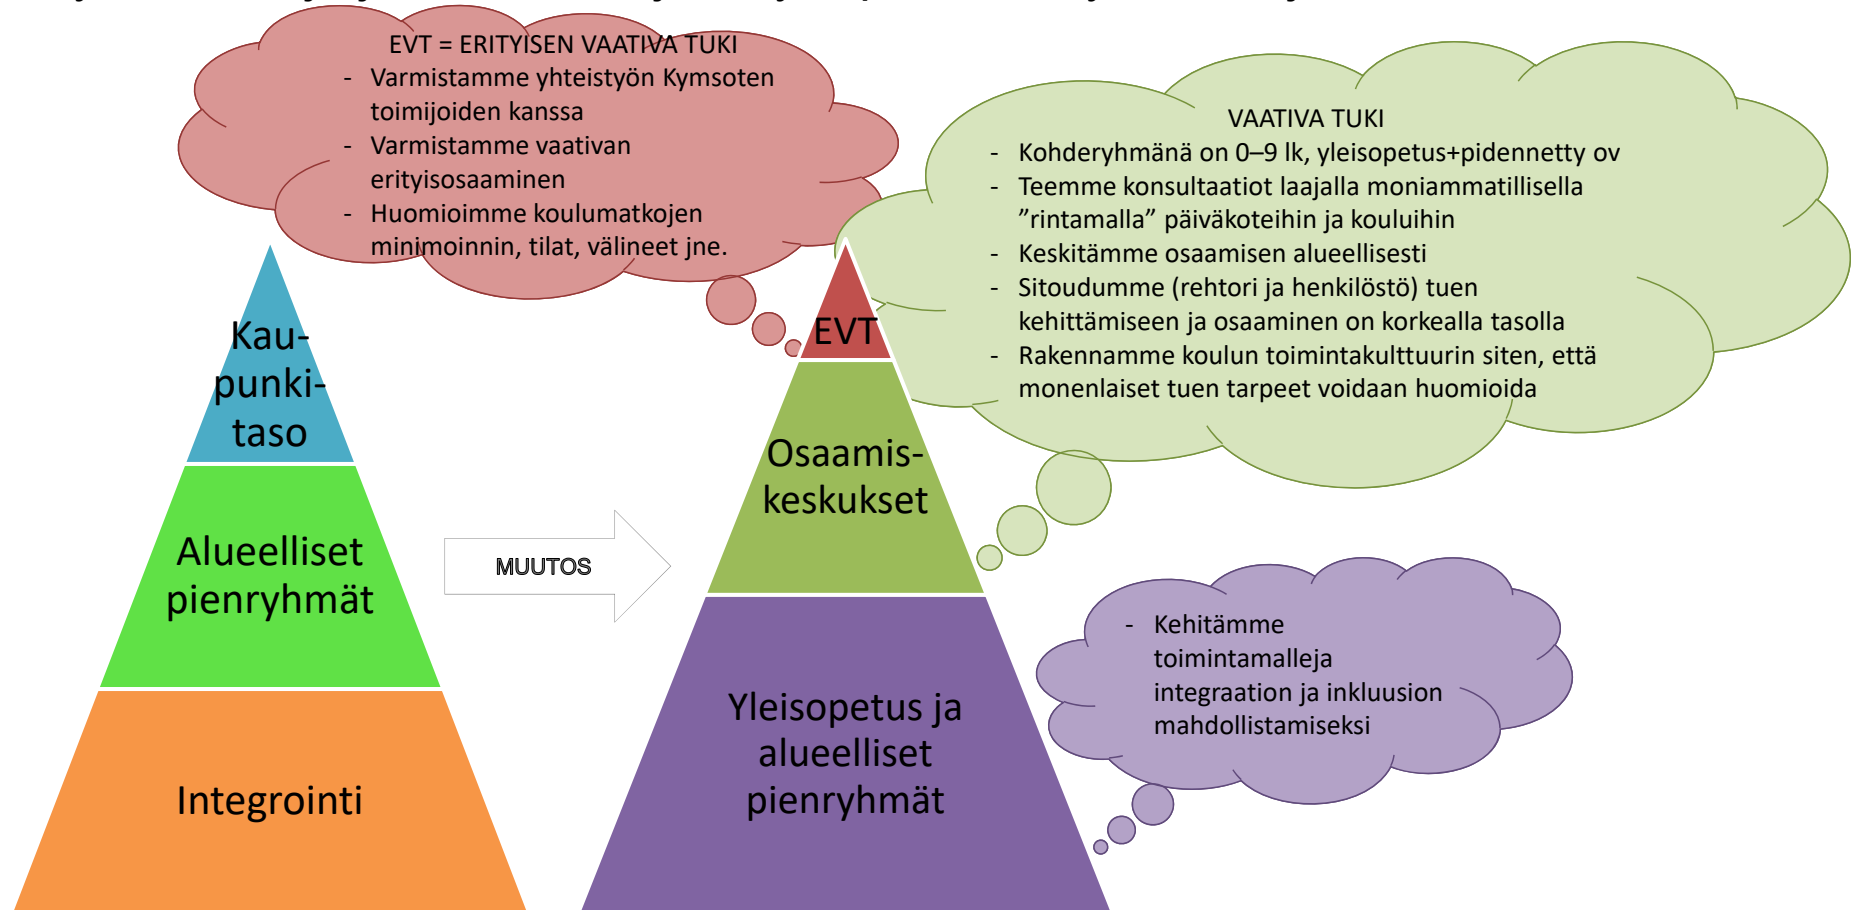 EVT = ERITYISEN VAATIVA TUKI
- Varmistamme yhteistyön Kymsoten
toimijoiden kanssa
- Varmistamme vaativan
erityisosaaminen
- Huomioimme koulumatkojen
minimoinnin, tilat, välineet jne.
VAATIVA TUKI
- Kohderyhmänä on 0–9 lk, yleisopetus+pidennetty ov
- Teemme konsultaatiot laajalla moniammatillisella
”rintamalla” päiväkoteihin ja kouluihin
- Keskitämme osaamisen alueellisesti
- Sitoudumme (rehtori ja henkilöstö) tuen
kehittämiseen ja osaaminen on korkealla tasolla
- Rakennamme koulun toimintakulttuurin siten, että
monenlaiset tuen tarpeet voidaan huomioida
Kau-
punki-
taso
Alueelliset
pienryhmät
Integrointi
MUUTOS
EVT
Osaamis-
keskukset
Yleisopetus ja
alueelliset
pienryhmät
- Kehitämme
toimintamalleja
integraation ja inkluusion
mahdollistamiseksi